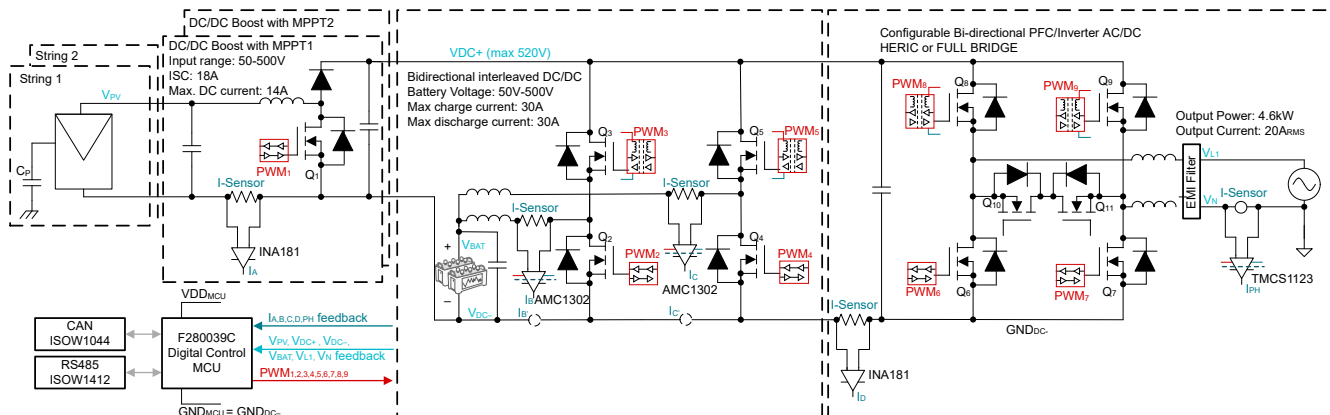 DC/DC Boost with MPPT2
String 2
String 1
DC/DC Boost with MPPT1
Input range: 50-500V
ISC: 18A
Max. DC current: 14A
VPV
CP
PWM1
Q1
I-Sensor
INA181
IA
VDC+ (max 520V)
Bidirectional interleaved DC/DC
Battery Voltage: 50V-500V
Max charge current: 30A
Max discharge current: 30A
Q3
PWM3
Q5
PWM5
I-Sensor
I-Sensor
+
VBAT
–
Q2
PWM2
Q4
PWM4
IB
AMC1302
IC
AMC1302
VDC–
IB'
IC'
Configurable Bi-directional PFC/Inverter AC/DC
HERIC or FULL BRIDGE
PWM8
Q8
PWM9
Q9
Output Power: 4.6kW
Output Current: 20ARMS
Q10
Q11
EMI Filter
VL1
VN
I-Sensor
TMCS1123
IPH
PWM6
Q6
PWM7
Q7
GNDDC-
I-Sensor
INA181
ID
VDDMCU
CAN
ISOW1044
RS485
ISOW1412
F280039C
Digital Control
MCU
IA,B,C,D,PH feedback
VPV, VDC+ , VDC–,
VBAT, VL1, VN feedback
PWM1,2,3,4,5,6,7,8,9
GNDMCU = GNDDC–